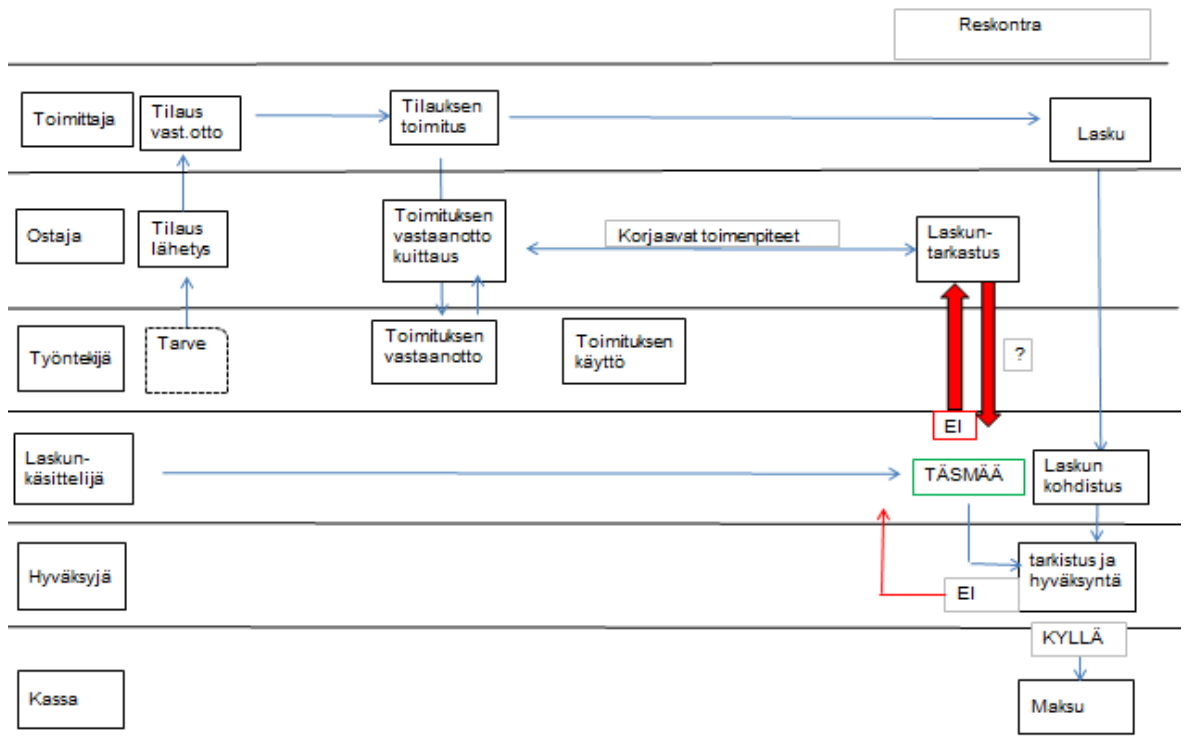 Reskontra
Toimittaja
Tilaus
vast.otto
Tilauksen
toimitus
Lasku
Ostaja
Tilaus
lähetys
Toimituksen
vastaanotto
kuittaus
Korjaavat toimenpiteet
Laskun-
tarkastus
Työntekijä
Tarve
Toimituksen
vastaanotto
Toimituksen
käyttö
?
EI
Laskun-
käsittelijä
TÄSMÄÄ
Laskun
kohdistus
Hyväksyjä
EI
tarkistus ja
hyväksyntä
KYLLÄ
Kassa
Maksu